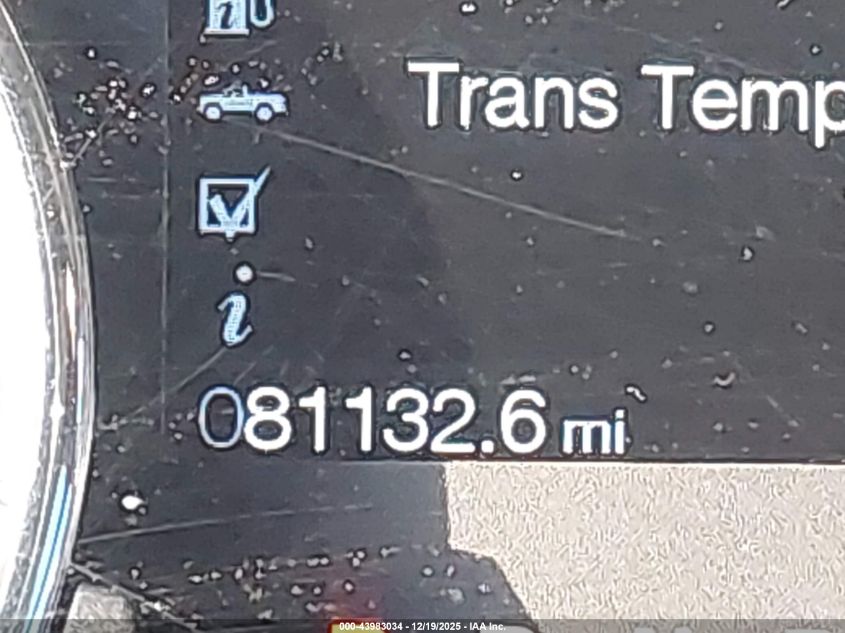 Trans Temp
081132.6 mi
000-43983034 - 12/19/2025 - IAA Inc.